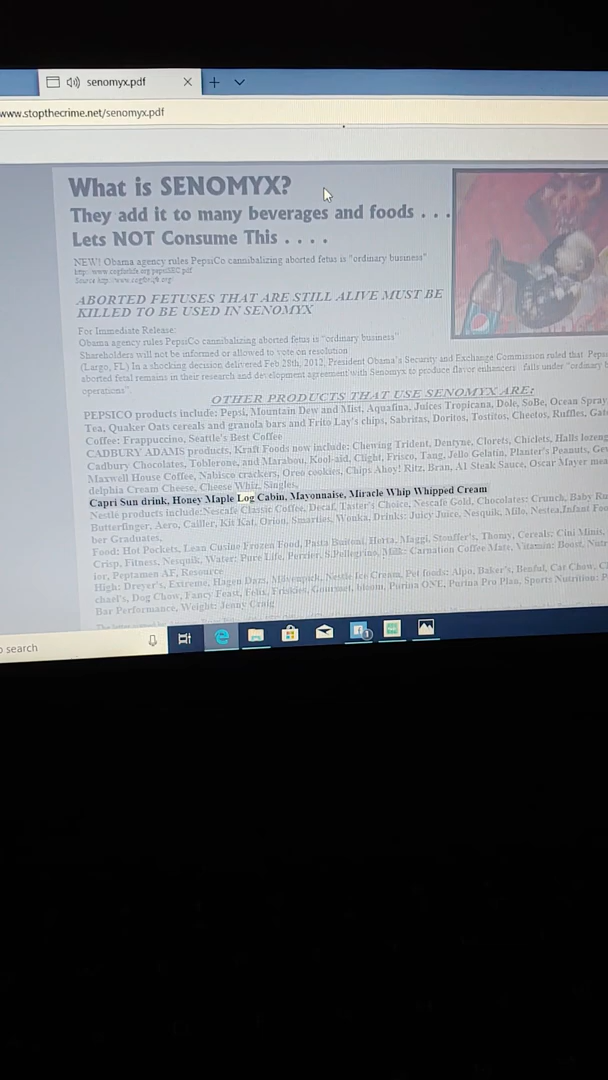 senomyx.pdf
www.stopthecrime.net/senomyx.pdf
What is SENOMYX?
They add it to many beverages and foods . . .
Lets NOT Consume This . . . .
NEW! Obama agency rules PepsiCo cannibalizing aborted fetus is "ordinary business"
ABORTED FETUSES THAT ARE STILL ALIVE MUST BE
KILLED TO BE USED IN SENOMYX
For Immediate Release:
Obama agency rules PepsiCo cannibalizing aborted fetus is "ordinary business"
Shareholders will not be informed or allowed to vote on resolution
(Largo, FL) In a shocking decision delivered Feb 28th, 2012, President Obama's Security and Exchange Commission ruled that
aborted fetal remains in their research and development agreement with Senomyx to produce flavor enhancers falls under "ordinary
operations".
OTHER PRODUCTS THAT USE SENOMYX ARE:
PEPSICO products include: Pepsi, Mountain Dew and Mist, Aquafina, Juices Tropicana, Dole, SoBe, Ocean Spray
Tea, Quaker Oats cereals and granola bars and Frito Lay's chips, Sabritas, Doritos, Tostitos, Cheetos, Ruffles,
Coffee: Frappuccino, Seattle's Best Coffee
CADBURY ADAMS products, Kraft Foods now include: Chewing Trident, Dentyne, Clorets, Chiclets, Halls
Cadbury Chocolates, Toblerone, and Marabou, Kool-aid, Clight, Frisco, Tang, Jello Gelatin, Planter's Peanuts,
Maxwell House Coffee, Nabisco crackers, Oreo cookies, Chips Ahoy! Ritz, Bran, A1 Steak Sauce, Oscar Mayer
delphia Cream Cheese, Cheese Whiz, Singles,
Capri Sun drink, Honey Maple Log Cabin, Mayonnaise, Miracle Whip Whipped Cream
Nestle products include:Nescafe Classic Coffee, Decaf, Taster's Choice, Nescafe Gold, Chocolates: Crunch, Baby
Butterfinger, Aero, Cailler, Kit Kat, Orion, Smarties, Wonka, Drinks: Juicy Juice, Nesquik, Milo, Nestea,Infant
ber Graduates,
Food: Hot Pockets, Lean Cusine Frozen Food, Pasta Buitoni, Herta, Maggi, Stouffer's, Thomy, Cereals: Cini Minis,
Crisp, Fitness, Nesquik, Water: Pure Life, Perrier, S.Pellegrino, Milk: Carnation Coffee Mate, Vitamin: Boost,
ior, Peptamen AF, Resource
High: Dreyer's, Extreme, Hagen Dazs, Mövenpick, Nestle Ice Cream, Pet foods: Alpo, Baker's, Beneful, Cat Chow,
chael's, Dog Chow, Fancy Feast, Felix, Friskies, Gourmet, bloom, Purina ONE, Purina Pro Plan, Sports Nutrition:
Bar Performance, Weight: Jenny Craig
search